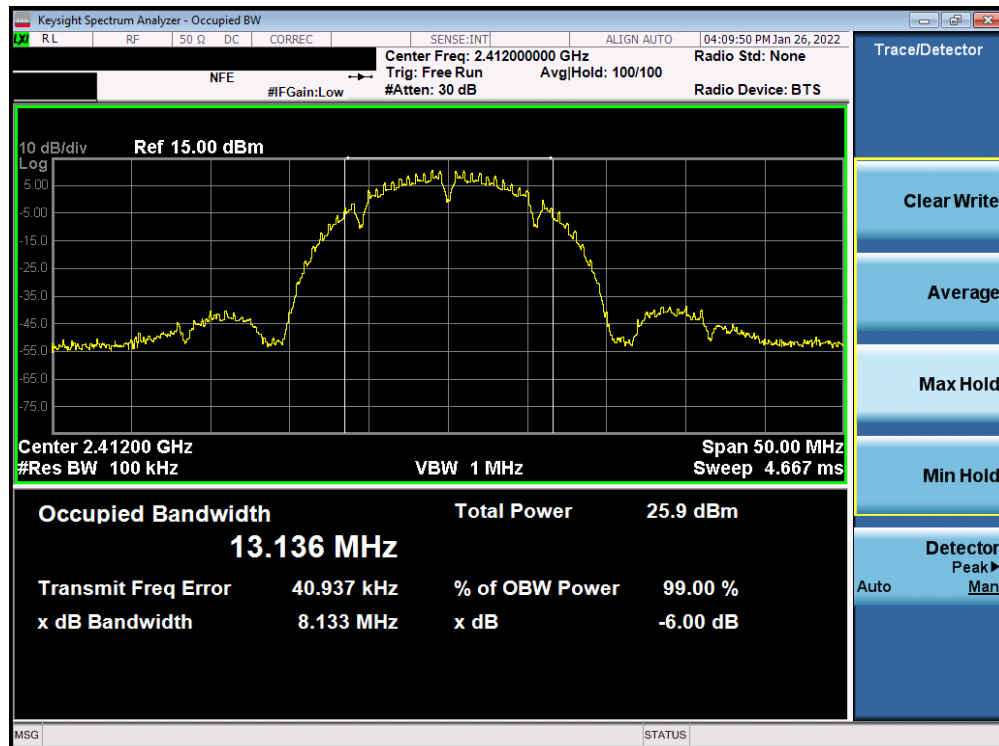 Keysight Spectrum Analyzer - Occupied BW
LXI RL RF 50 Ω DC CORREC SENSE:INT ALIGN AUTO 04:09:50 PM Jan 26, 2022
Center Freq: 2.412000000 GHz Radio Std: None
NFE Trig: Free Run Avg|Hold: 100/100
#IFGain:Low #Atten: 30 dB Radio Device: BTS
10 dB/div Ref 15.00 dBm
Log
5.00
-5.00
-15.0
-25.0
-35.0
-45.0
-55.0
-65.0
-75.0
Center 2.41200 GHz Span 50.00 MHz
#Res BW 100 kHz VBW 1 MHz Sweep 4.667 ms
Occupied Bandwidth Total Power 25.9 dBm
13.136 MHz
Transmit Freq Error 40.937 kHz % of OBW Power 99.00 %
x dB Bandwidth 8.133 MHz x dB -6.00 dB
MSG STATUS
Trace/Detector
Clear Write
Average
Max Hold
Min Hold
Detector
Peak▶
Auto Man